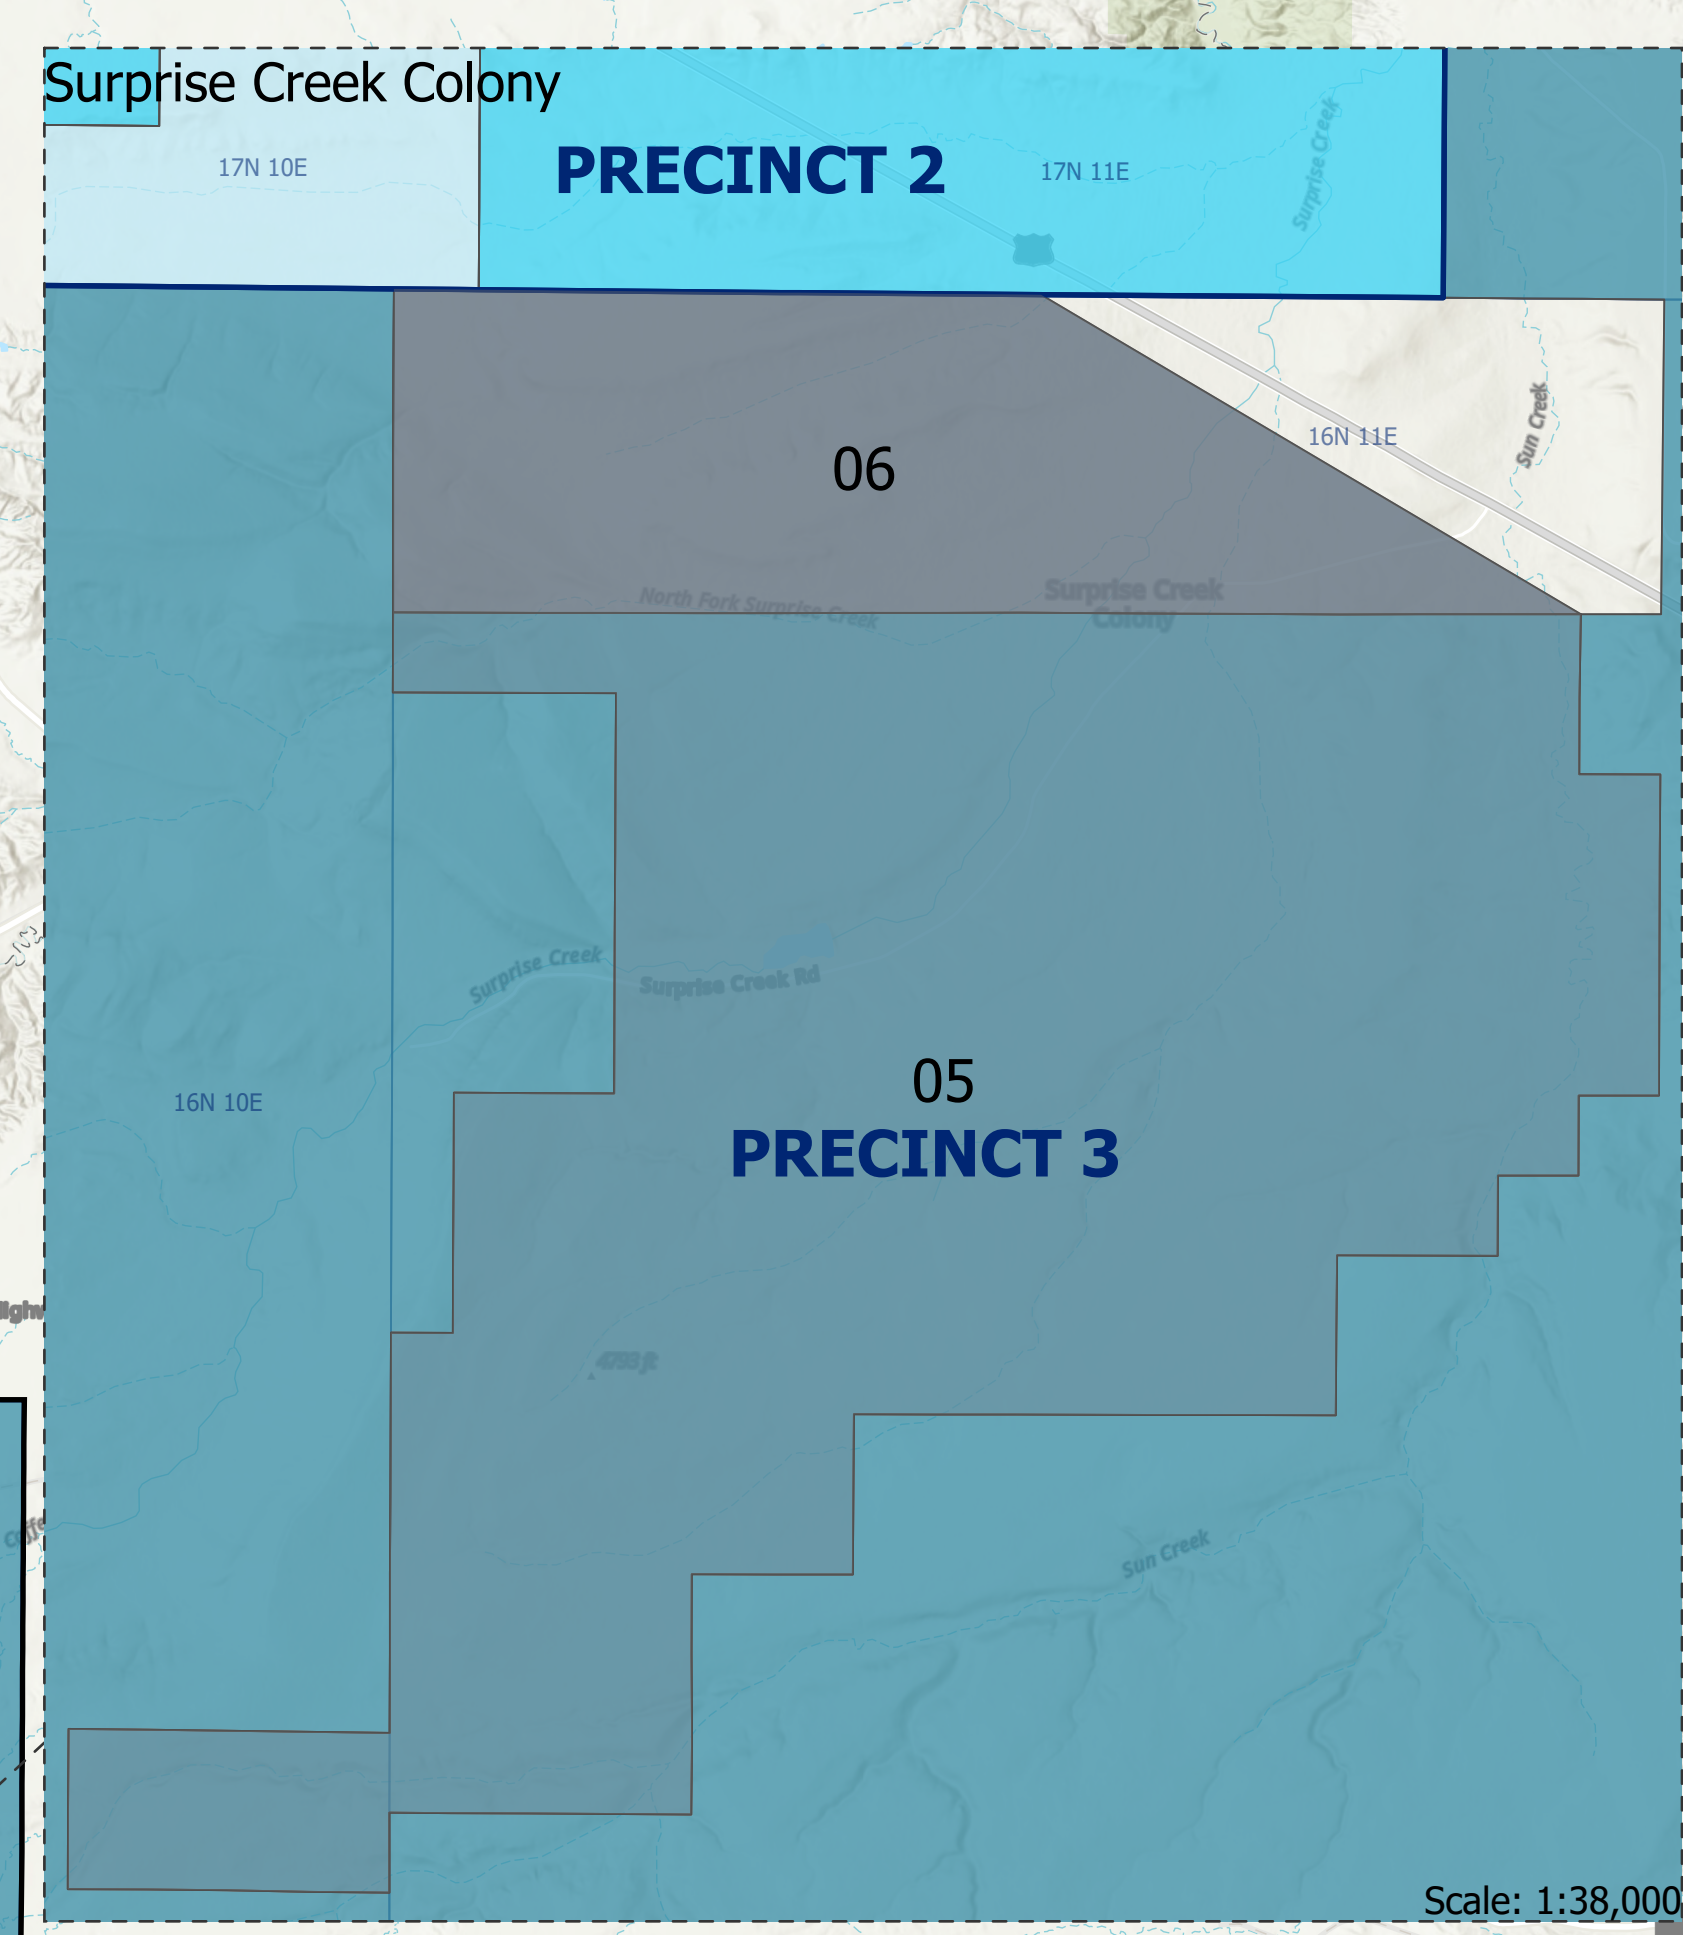 Surprise Creek Colony
17N 10E
PRECINCT 2
17N 11E
Surprise Creek
16N 11E
Sun Creek
06
North Fork Surprise Creek
Surprise Creek
Colony
Surprise Creek
Surprise Creek Rd
05
PRECINCT 3
16N 10E
4793 ft
Sun Creek
Scale: 1:38,000